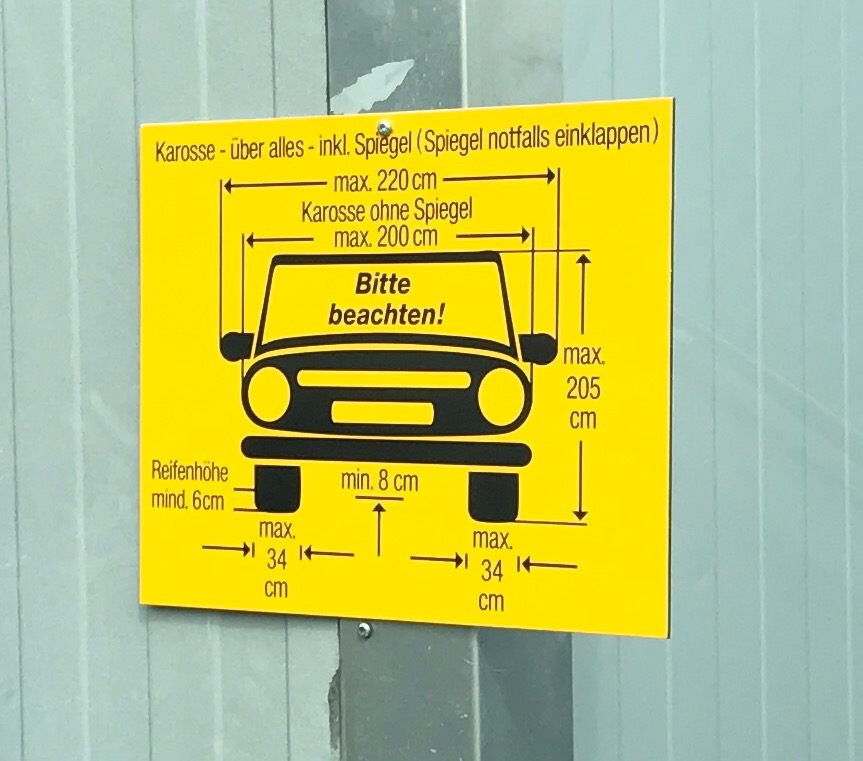 Karosse - über alles - inkl. Spiegel (Spiegel notfalls einklappen)
max. 220 cm
Karosse ohne Spiegel
max. 200 cm
Bitte
beachten!
max.
205
cm
Reifenhöhe
mind. 6cm
min. 8 cm
max.
34
cm
max.
34
cm